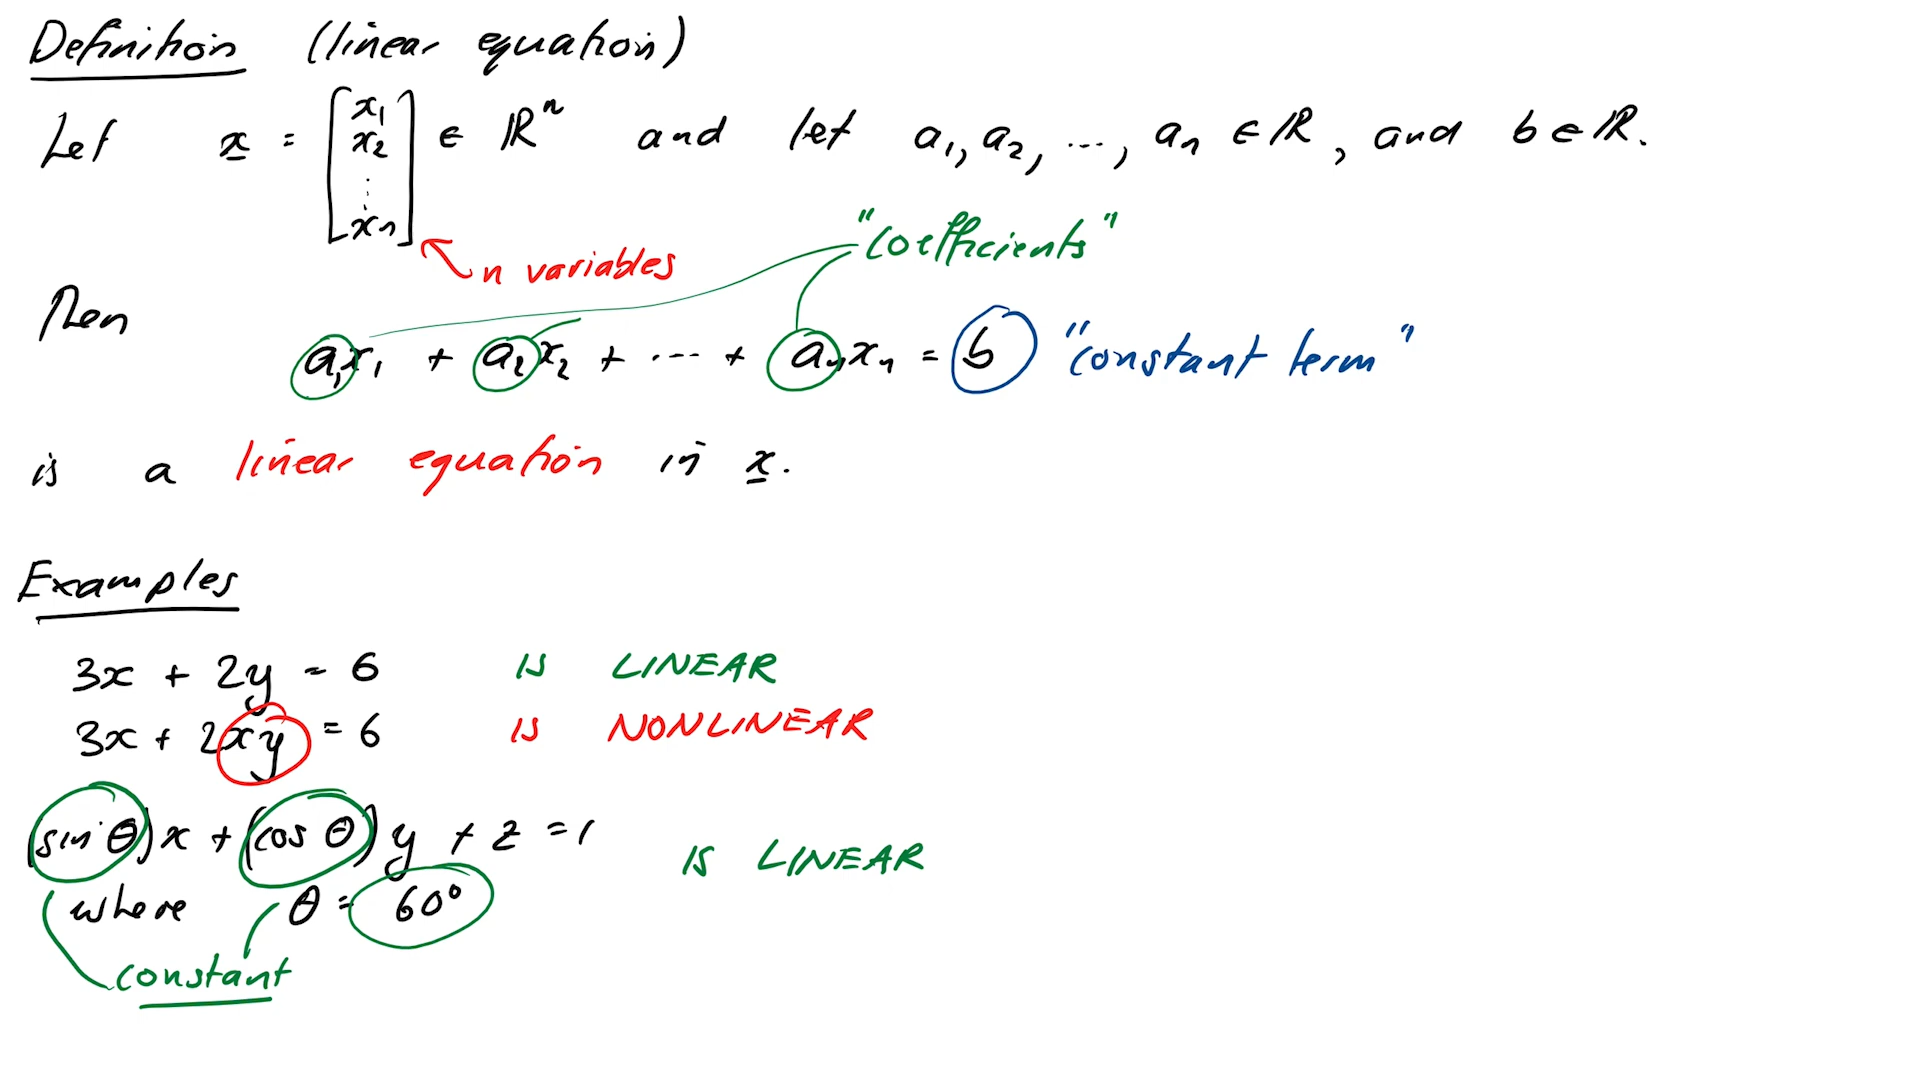 Definition (linear equation)
Let x = [x₁ x₂ ⋮ xₙ] ∈ ℝⁿ and let a₁, a₂, ..., aₙ ∈ ℝ, and b ∈ ℝ.
n variables
"coefficients"
Then
a₁x₁ + a₂x₂ + ... + aₙxₙ = b "constant term"
is a linear equation in x.
Examples
3x + 2y = 6 IS LINEAR
3x + 2xy = 6 IS NONLINEAR
(sin θ)x + (cos θ)y + z = 1
IS LINEAR
where θ = 60°
constant